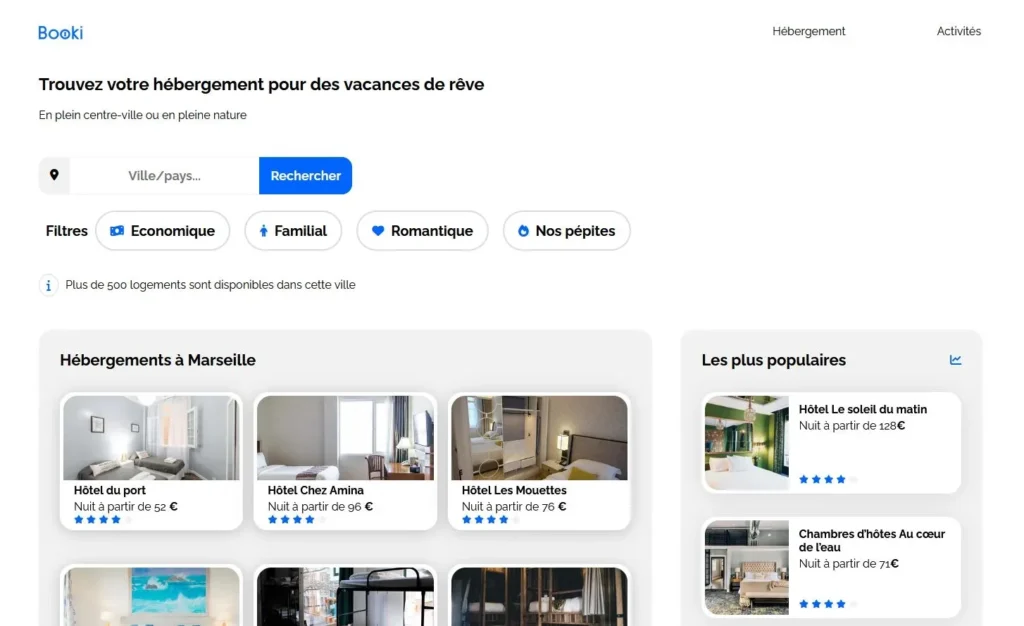 Booki
Hébergement
Activités
Trouvez votre hébergement pour des vacances de rêve
En plein centre-ville ou en pleine nature
Ville/pays...
Rechercher
Filtres
Economique
Familial
Romantique
Nos pépites
Plus de 500 logements sont disponibles dans cette ville
Hébergements à Marseille
Hôtel du port
Nuit à partir de 52 €
Hôtel Chez Amina
Nuit à partir de 96 €
Hôtel Les Mouettes
Nuit à partir de 76 €
Les plus populaires
Hôtel Le soleil du matin
Nuit à partir de 128€
Chambres d'hôtes Au cœur
de l'eau
Nuit à partir de 71€